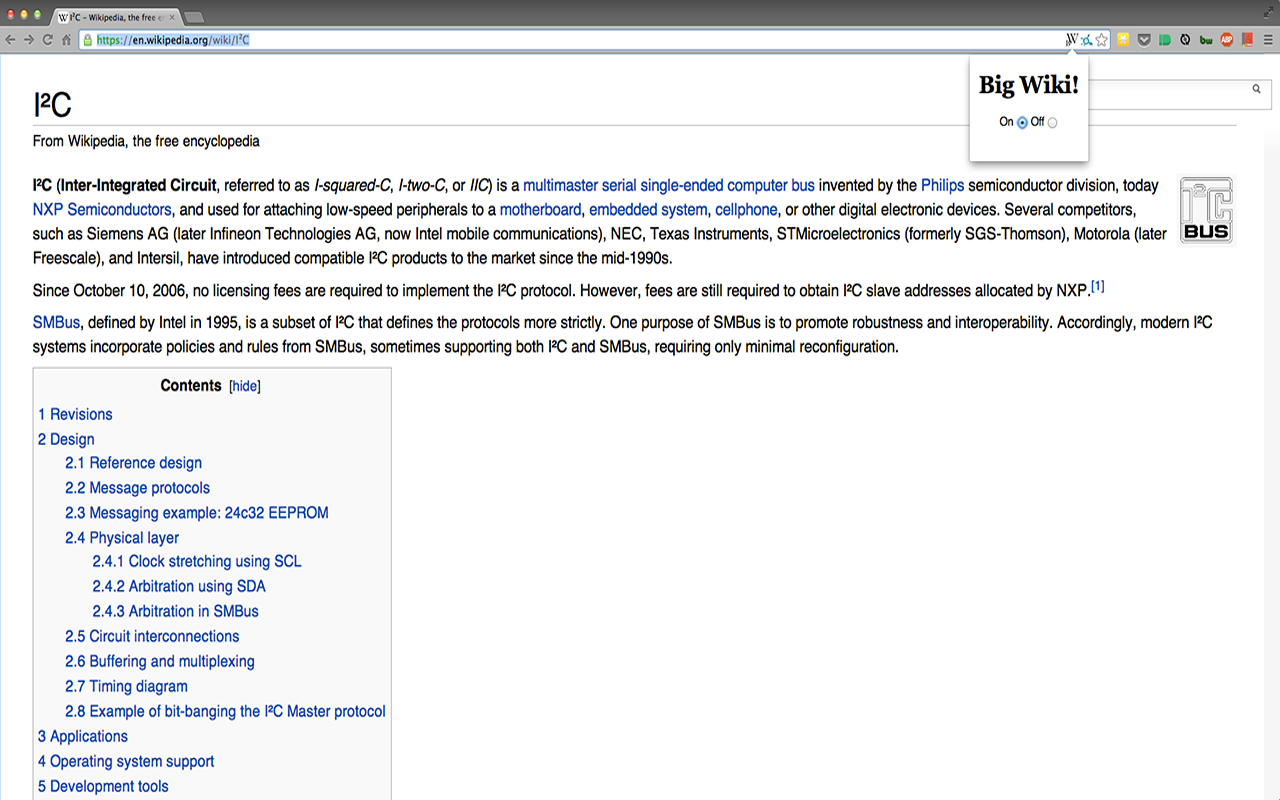 I²C – Wikipedia, the free e
https://en.wikipedia.org/wiki/I²C
Big Wiki!
On Off
I²C
From Wikipedia, the free encyclopedia
I²C (Inter-Integrated Circuit, referred to as I-squared-C, I-two-C, or IIC) is a multimaster serial single-ended computer bus invented by the Philips semiconductor division, today
NXP Semiconductors, and used for attaching low-speed peripherals to a motherboard, embedded system, cellphone, or other digital electronic devices. Several competitors,
such as Siemens AG (later Infineon Technologies AG, now Intel mobile communications), NEC, Texas Instruments, STMicroelectronics (formerly SGS-Thomson), Motorola (later
Freescale), and Intersil, have introduced compatible I²C products to the market since the mid-1990s.
I²C
BUS
Since October 10, 2006, no licensing fees are required to implement the I²C protocol. However, fees are still required to obtain I²C slave addresses allocated by NXP.[1]
SMBus, defined by Intel in 1995, is a subset of I²C that defines the protocols more strictly. One purpose of SMBus is to promote robustness and interoperability. Accordingly, modern I²C
systems incorporate policies and rules from SMBus, sometimes supporting both I²C and SMBus, requiring only minimal reconfiguration.
Contents [hide]
1 Revisions
2 Design
2.1 Reference design
2.2 Message protocols
2.3 Messaging example: 24c32 EEPROM
2.4 Physical layer
2.4.1 Clock stretching using SCL
2.4.2 Arbitration using SDA
2.4.3 Arbitration in SMBus
2.5 Circuit interconnections
2.6 Buffering and multiplexing
2.7 Timing diagram
2.8 Example of bit-banging the I²C Master protocol
3 Applications
4 Operating system support
5 Development tools